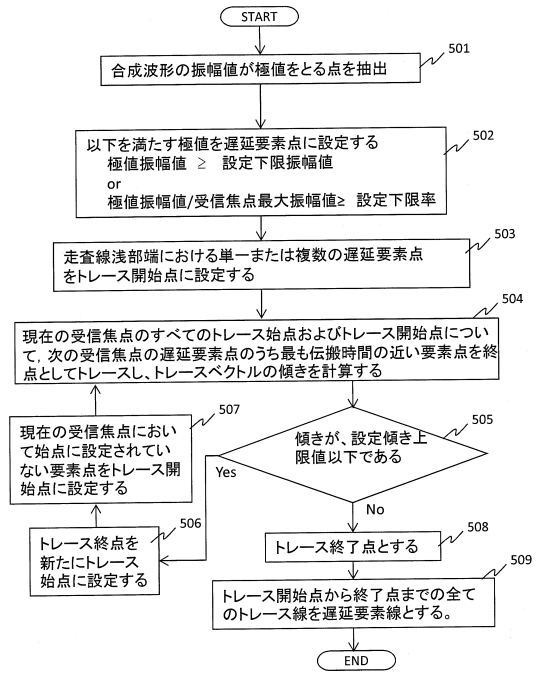 START
501
合成波形の振幅値が極値をとる点を抽出
502
以下を満たす極値を遅延要素点に設定する
極値振幅値 ≥ 設定下限振幅値
or
極値振幅値/受信焦点最大振幅値≥ 設定下限率
503
走査線浅部端における単一または複数の遅延要素点
をトレース開始点に設定する
504
現在の受信焦点のすべてのトレース始点およびトレース開始点につい
て，次の受信焦点の遅延要素点のうち最も伝搬時間の近い要素点を終
点としてトレースし、トレースベクトルの傾きを計算する
507
現在の受信焦点におい
て始点に設定されてい
ない要素点をトレース開
始点に設定する
505
傾きが、設定傾き上
限値以下である
Yes
No
506
トレース終点を
新たにトレース
始点に設定する
508
トレース終了点とする
509
トレース開始点から終了点までの全て
のトレース線を遅延要素線とする。
END